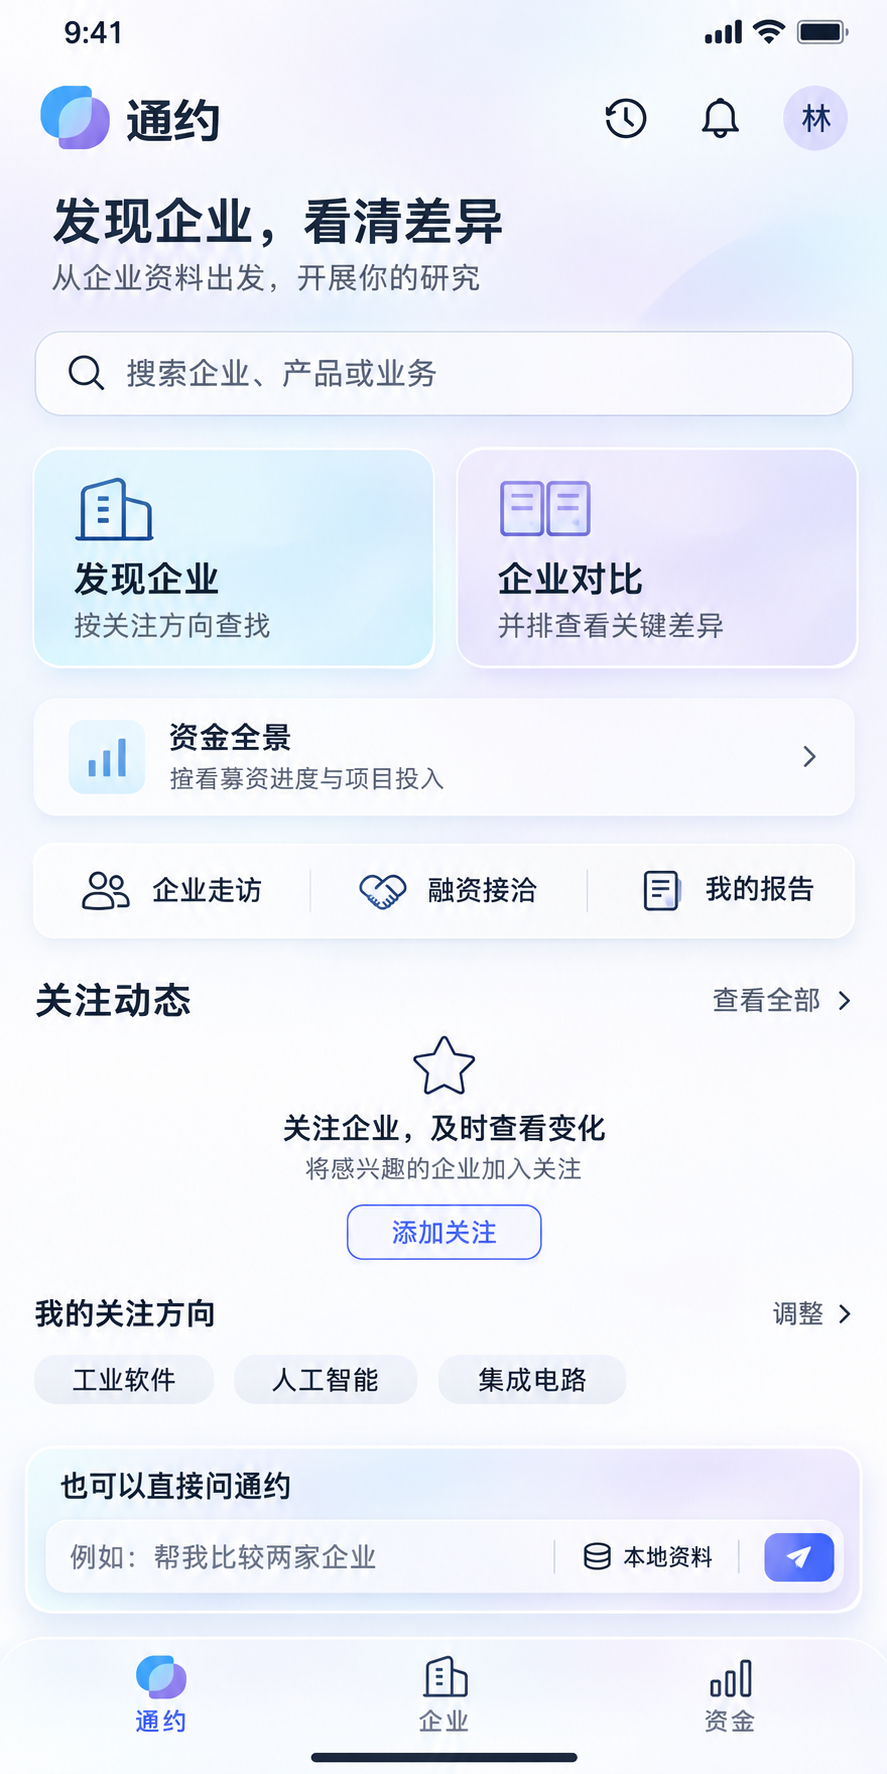 9:41
通约
林
发现企业，看清差异
从企业资料出发，开展你的研究
搜索企业、产品或业务
发现企业
按关注方向查找
企业对比
并排查看关键差异
资金全景
看募资进度与项目投入
企业走访
融资接洽
我的报告
关注动态
查看全部
关注企业，及时查看变化
将感兴趣的企业加入关注
添加关注
我的关注方向
调整
工业软件
人工智能
集成电路
也可以直接问通约
例如：帮我比较两家企业
本地资料
通约
企业
资金